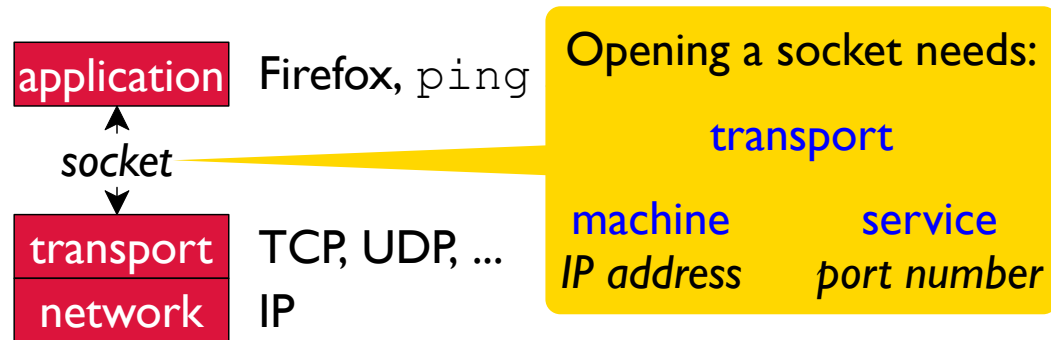 application Firefox, ping
socket
transport TCP, UDP, ...
network IP
Opening a socket needs:
transport
machine service
IP address port number